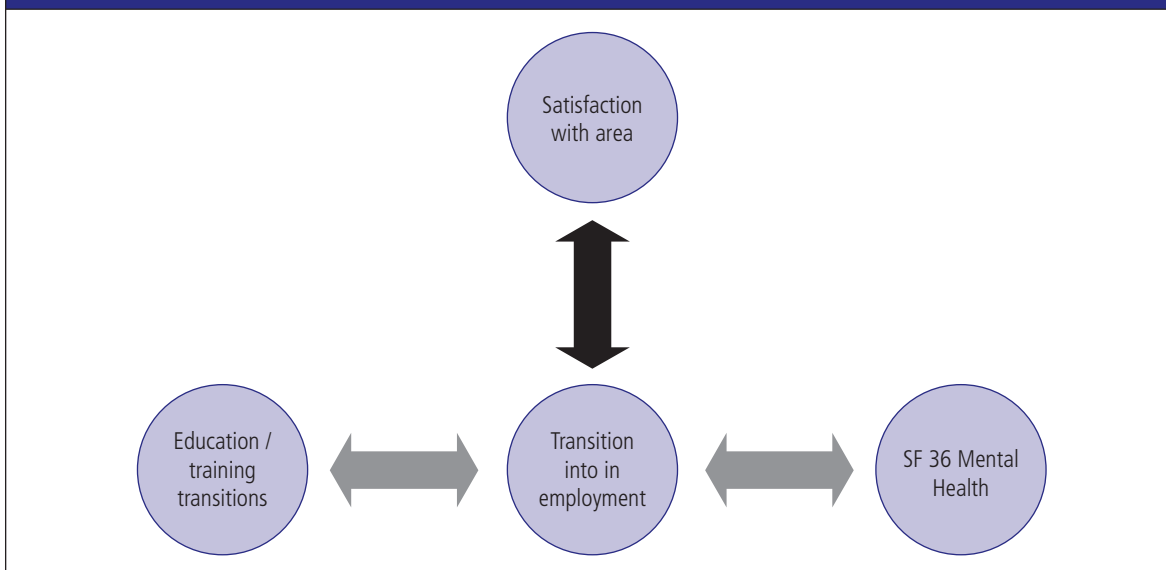 Satisfaction
with area
Education /
training
transitions
Transition
into in
employment
SF 36 Mental
Health